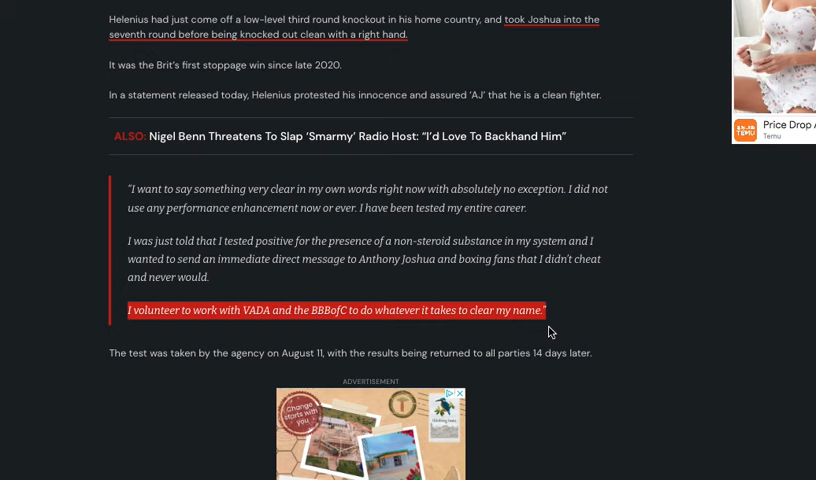 Helenius had just come off a low-level third round knockout in his home country, and took Joshua into the
seventh round before being knocked out clean with a right hand.
It was the Brit's first stoppage win since late 2020.
In a statement released today, Helenius protested his innocence and assured ‘AJ’ that he is a clean fighter.
ALSO: Nigel Benn Threatens To Slap ‘Smarmy’ Radio Host: “I’d Love To Backhand Him”
“I want to say something very clear in my own words right now with absolutely no exception. I did not
use any performance enhancement now or ever. I have been tested my entire career.
I was just told that I tested positive for the presence of a non-steroid substance in my system and I
wanted to send an immediate direct message to Anthony Joshua and boxing fans that I didn't cheat
and never would.
I volunteer to work with VADA and the BBBofC to do whatever it takes to clear my name.”
The test was taken by the agency on August 11, with the results being returned to all parties 14 days later.
ADVERTISEMENT
Change
starts with
you
TEMU
Price Drop A
Temu